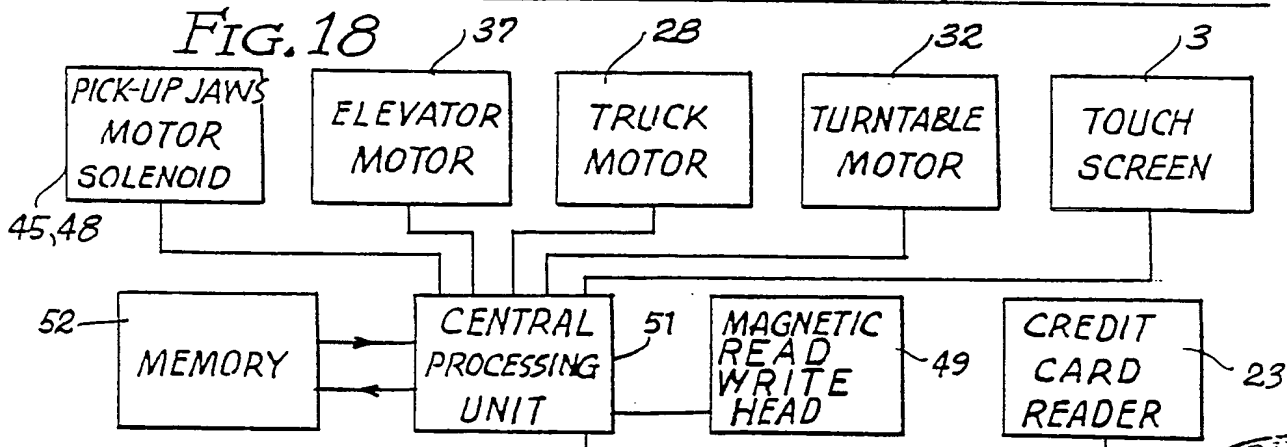 FIG. 18
37
28
32
3
PICK-UP JAWS
MOTOR
SOLENOID
ELEVATOR
MOTOR
TRUCK
MOTOR
TURNTABLE
MOTOR
TOUCH
SCREEN
45,48
52
MEMORY
CENTRAL
PROCESSING
UNIT
51
MAGNETIC
READ
WRITE
HEAD
49
CREDIT
CARD
READER
23